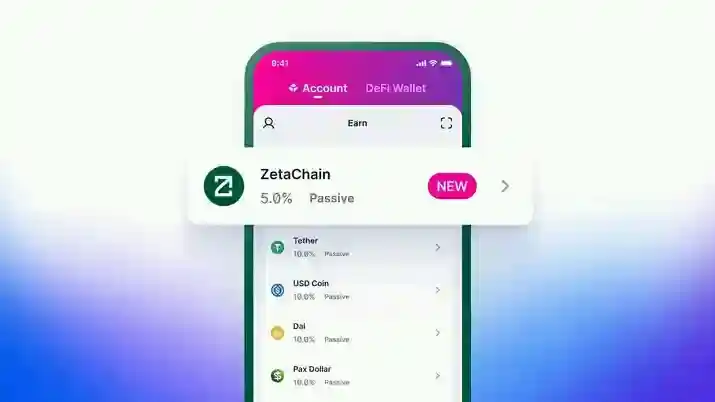 9:41
Account DeFi Wallet
Earn
ZetaChain
5.0% Passive
NEW
Tether
10.0% Passive
USD Coin
10.0% Passive
Dai
10.0% Passive
Pax Dollar
10.0% Passive